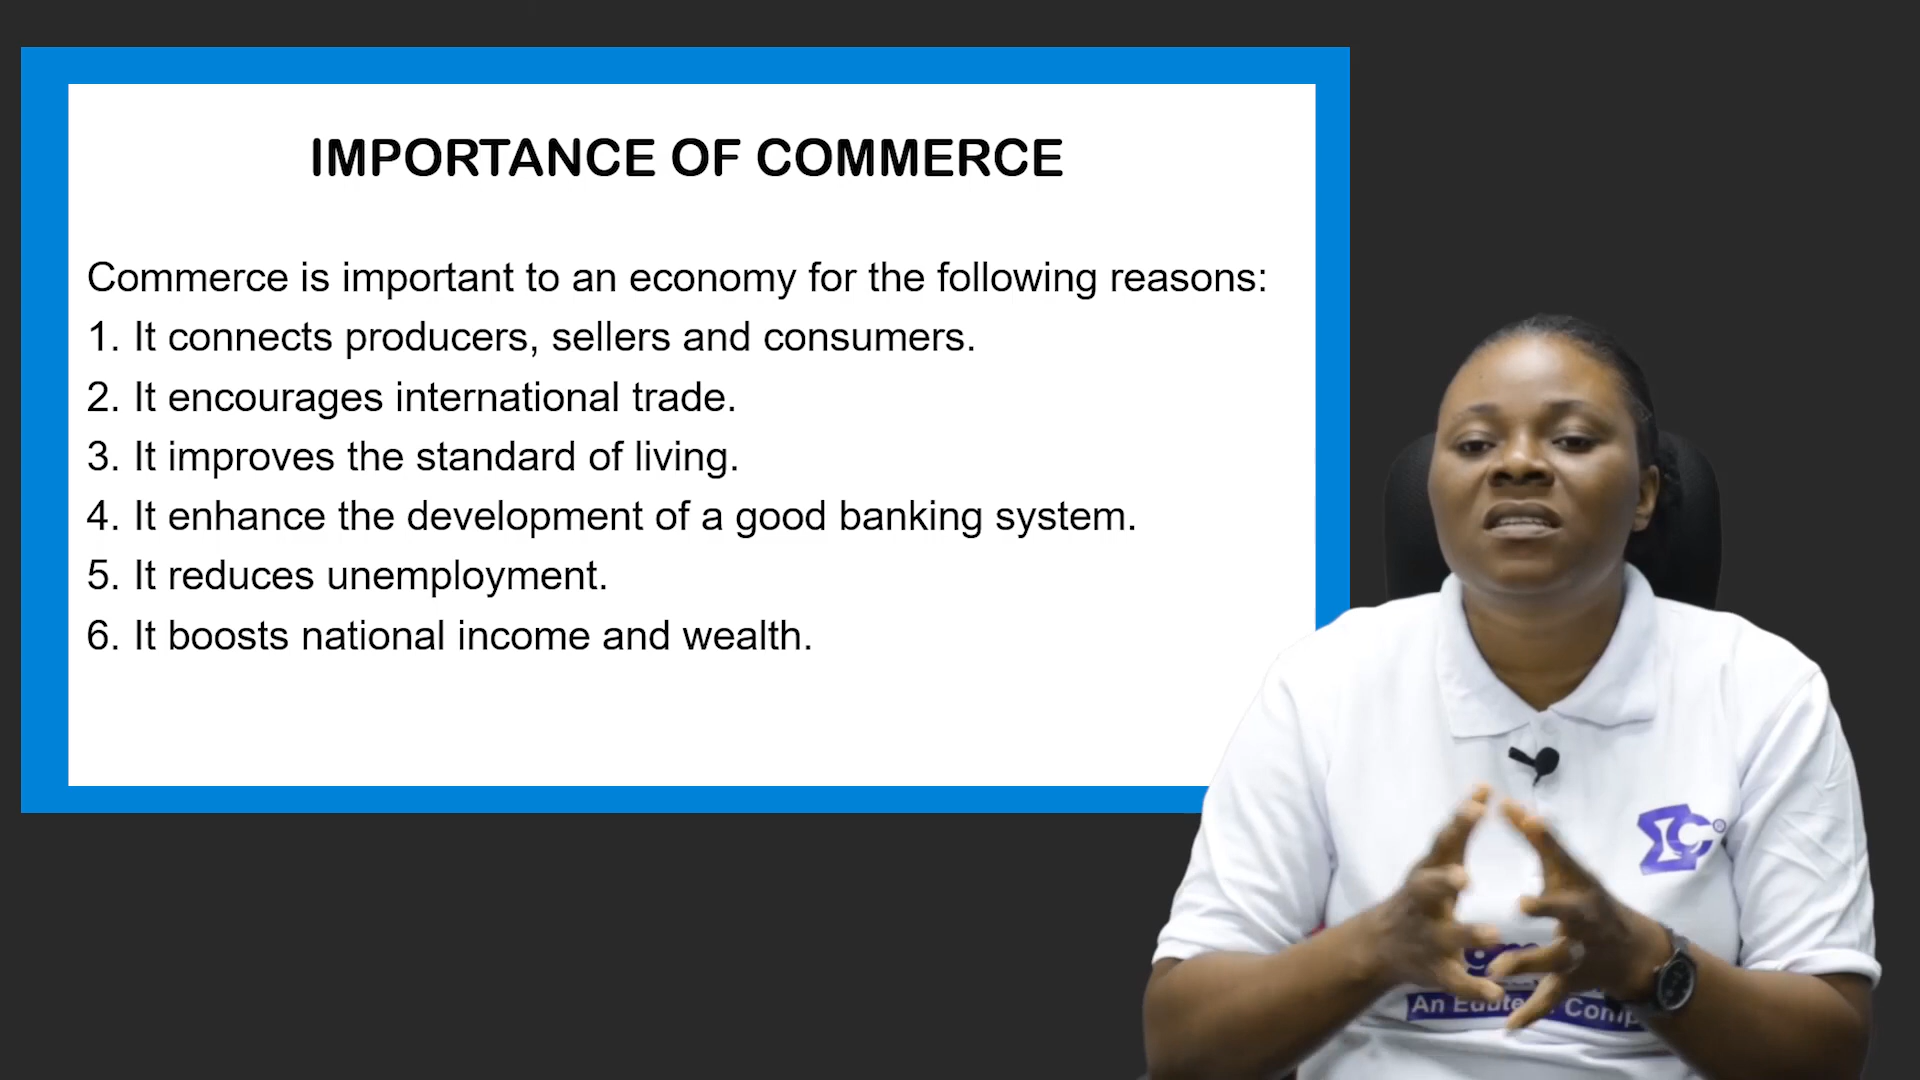 IMPORTANCE OF COMMERCE
Commerce is important to an economy for the following reasons:
1. It connects producers, sellers and consumers.
2. It encourages international trade.
3. It improves the standard of living.
4. It enhance the development of a good banking system.
5. It reduces unemployment.
6. It boosts national income and wealth.
An